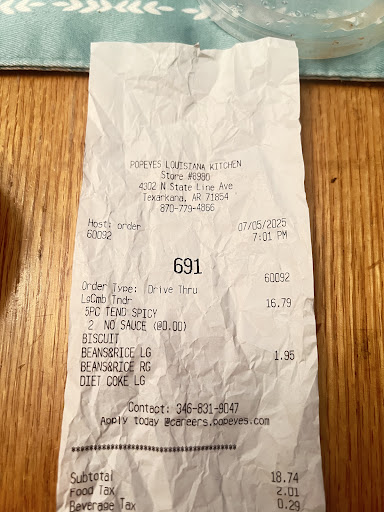 POPEYES LOUISIANA KITCHEN
Store #8980
4302 N State Line Ave
Texarkana, AR 71854
870-779-4866
Host: order 07/05/2025
60092 7:01 PM
691
60092
Order Type: Drive Thru
LgCmb Tndr 16.79
5PC TEND SPICY
2 NO SAUCE (@0.00)
BISCUIT
BEANS&RICE LG 1.95
BEANS&RICE RG
DIET COKE LG
Contact: 346-831-9047
Apply today @careers.popeyes.com
************************************
Subtotal 18.74
Food Tax 2.01
Beverage Tax 0.29